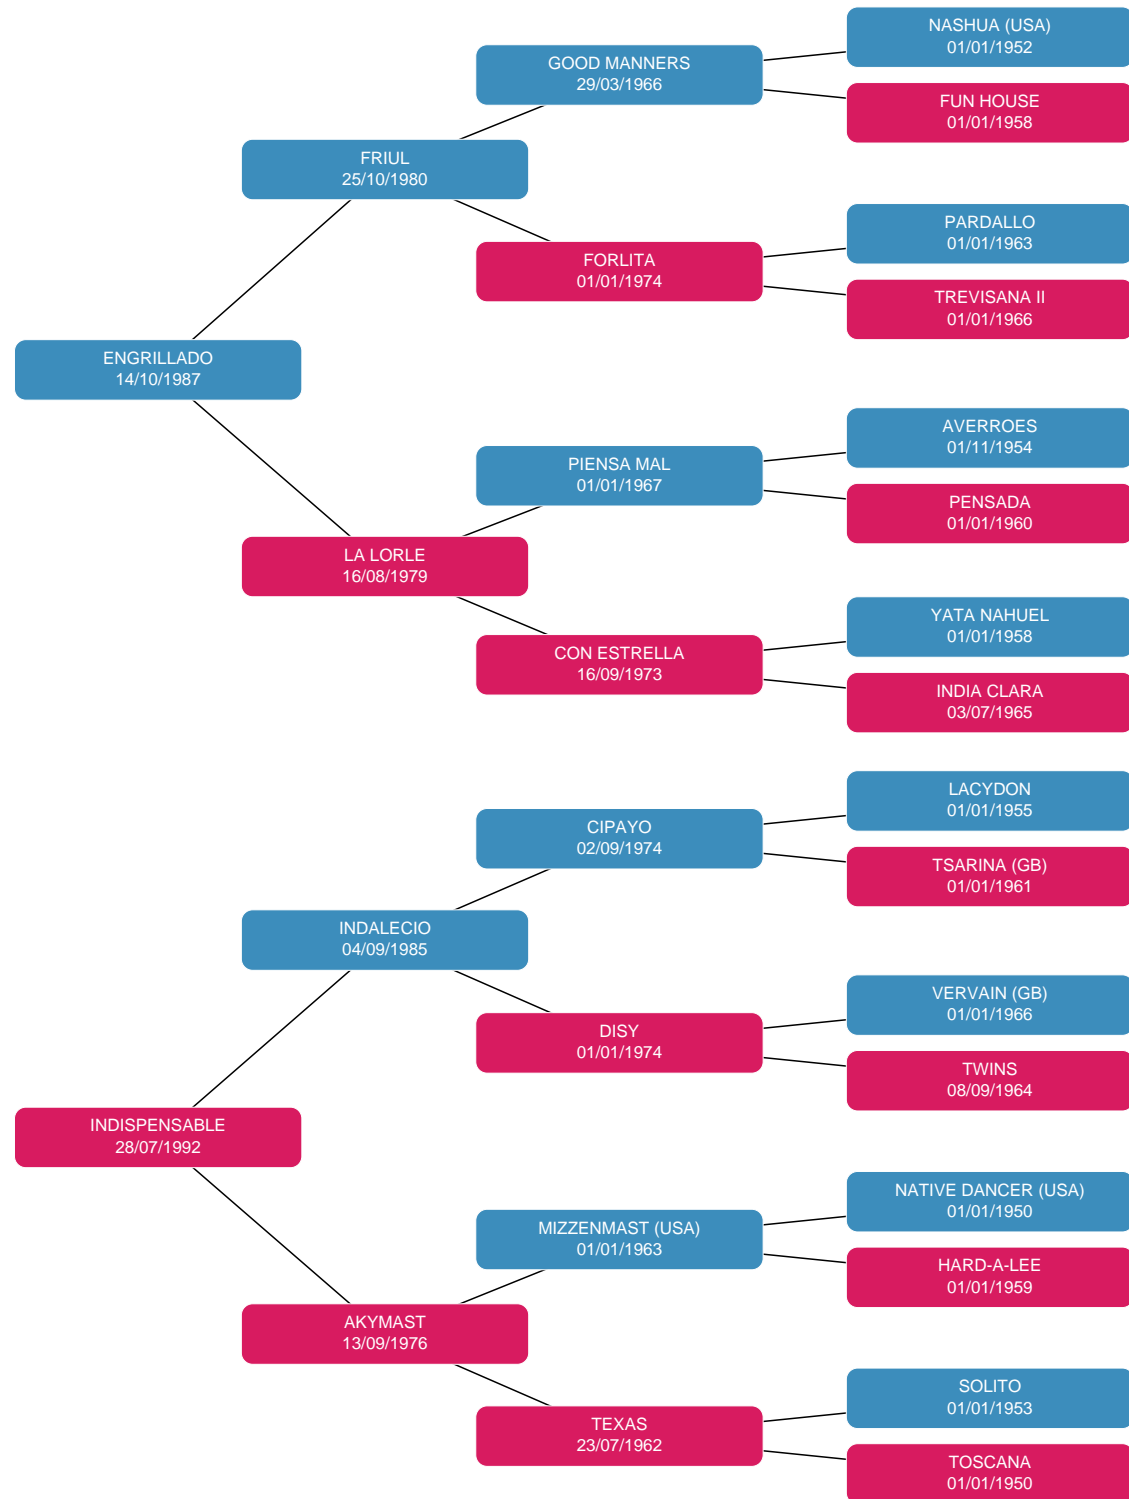 NASHUA (USA)
01/01/1952
GOOD MANNERS
29/03/1966
FUN HOUSE
01/01/1958
FRIUL
25/10/1980
PARDALLO
01/01/1963
FORLITA
01/01/1974
TREVISANA II
01/01/1966
ENGRILLADO
14/10/1987
AVERROES
01/11/1954
PIENSA MAL
01/01/1967
PENSADA
01/01/1960
LA LORLE
16/08/1979
YATA NAHUEL
01/01/1958
CON ESTRELLA
16/09/1973
INDIA CLARA
03/07/1965
LACYDON
01/01/1955
CIPAYO
02/09/1974
TSARINA (GB)
01/01/1961
INDALECIO
04/09/1985
VERVAIN (GB)
01/01/1966
DISY
01/01/1974
TWINS
08/09/1964
INDISPENSABLE
28/07/1992
NATIVE DANCER (USA)
01/01/1950
MIZZENMAST (USA)
01/01/1963
HARD-A-LEE
01/01/1959
AKYMAST
13/09/1976
SOLITO
01/01/1953
TEXAS
23/07/1962
TOSCANA
01/01/1950